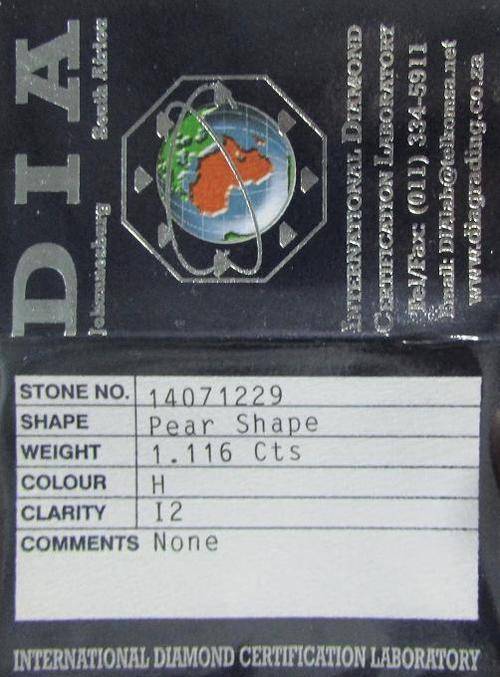 DIA
Johannesburg South Africa
INTERNATIONAL DIAMOND
CERTIFICATION LABORATORY
Tel/Fax: (011) 334-5911
Email: DIAlab@telkomsa.net
www.diagrading.co.za
STONE NO. 14071229
SHAPE Pear Shape
WEIGHT 1.116 Cts
COLOUR H
CLARITY I2
COMMENTS None
INTERNATIONAL DIAMOND CERTIFICATION LABORATORY